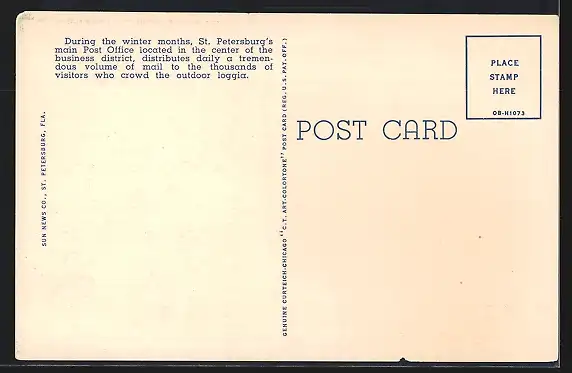 During the winter months, St. Petersburg's
main Post Office located in the center of the
business district, distributes daily a tremen-
dous volume of mail to the thousands of
visitors who crowd the outdoor loggia.
SUN NEWS CO., ST. PETERSBURG, FLA.
GENUINE CURTEICH-CHICAGO "C.T. ART-COLORTONE" POST CARD (REG. U.S. PAT. OFF.)
POST CARD
PLACE
STAMP
HERE
OB-H1073